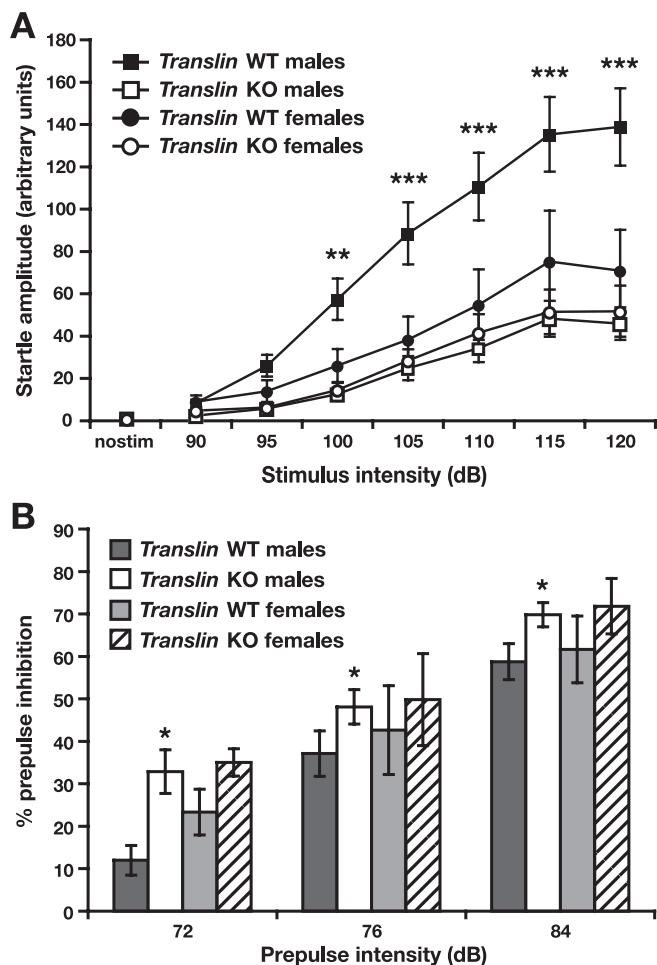 A
180
160
140
120
100
80
60
40
20
0
Startle amplitude (arbitrary units)
Translin WT males
Translin KO males
Translin WT females
Translin KO females
**
***
***
***
***
nostim 90 95 100 105 110 115 120
Stimulus intensity (dB)
B
90
80
70
60
50
40
30
20
10
0
% prepulse inhibition
Translin WT males
Translin KO males
Translin WT females
Translin KO females
*
*
*
72 76 84
Prepulse intensity (dB)